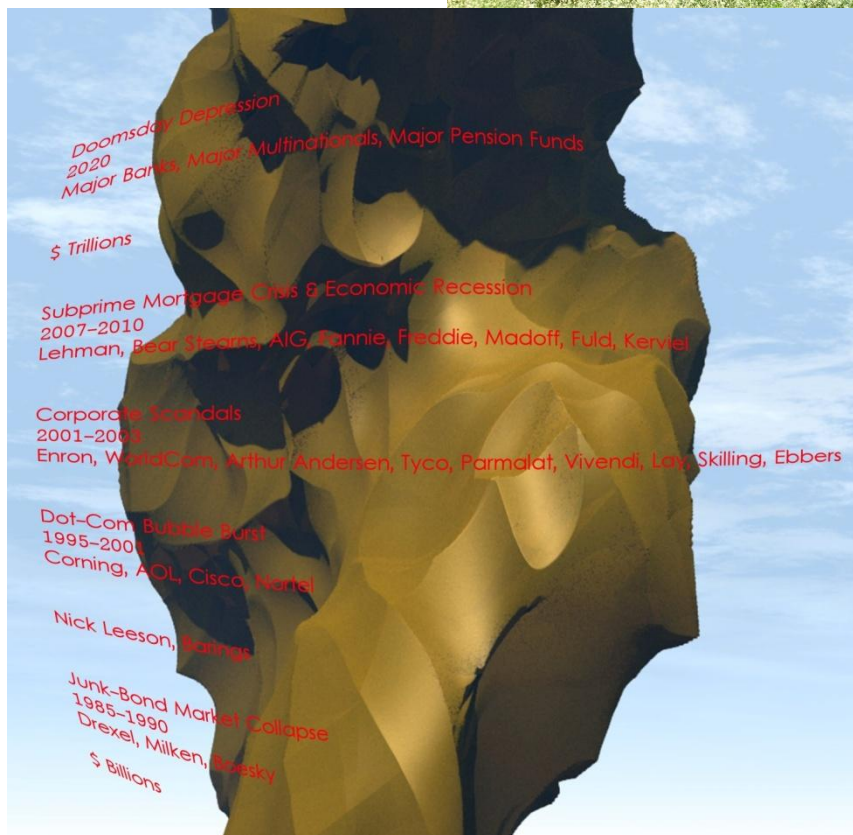 Doomsday Depression
2020
Major Banks, Major Multinationals, Major Pension Funds
$ Trillions
Subprime Mortgage Crisis & Economic Recession
2007-2010
Lehman, Bear Stearns, AIG, Fannie, Freddie, Madoff, Fuld, Kerviel
Corporate Scandals
2001-2003
Enron, WorldCom, Arthur Andersen, Tyco, Parmalat, Vivendi, Lay, Skilling, Ebbers
Dot-Com Bubble Burst
1995-2001
Corning, AOL, Cisco, Nortel
Nick Leeson, Barings
Junk-Bond Market Collapse
1985-1990
Drexel, Milken, Boesky
$ Billions